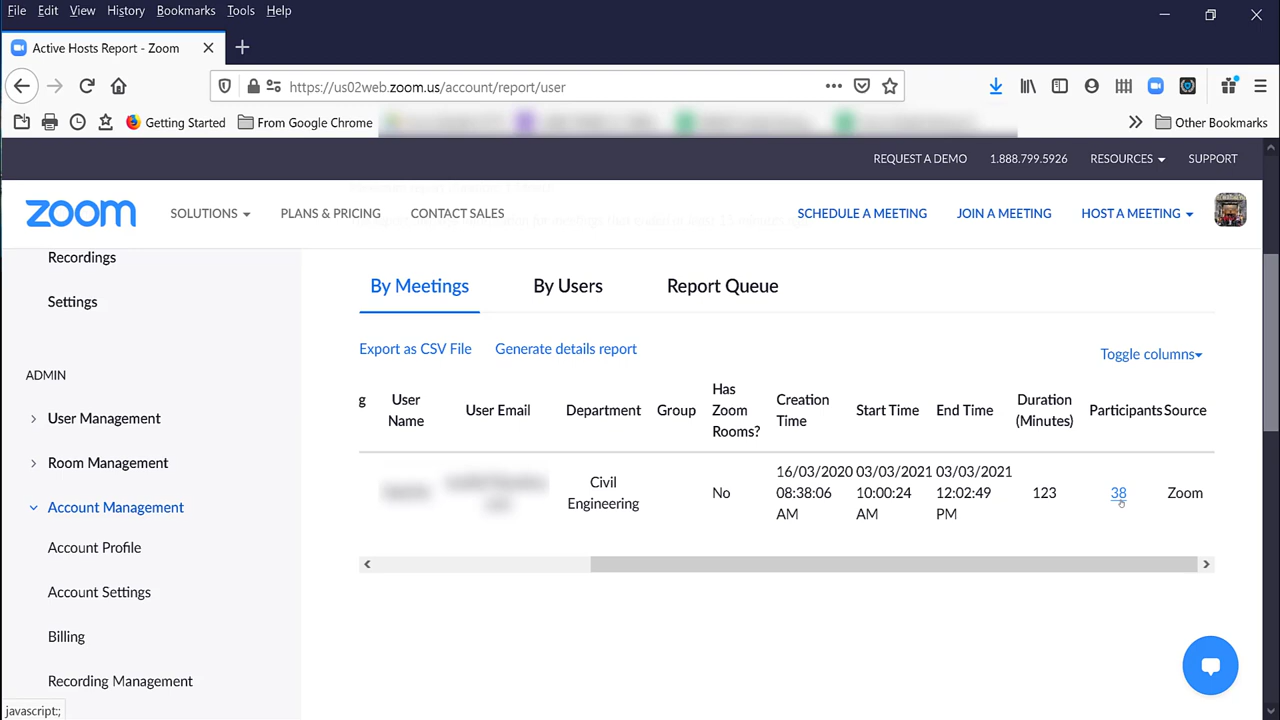 File Edit View History Bookmarks Tools Help
Active Hosts Report - Zoom
https://us02web.zoom.us/account/report/user
Getting Started From Google Chrome Other Bookmarks
REQUEST A DEMO 1.888.799.5926 RESOURCES SUPPORT
zoom SOLUTIONS PLANS & PRICING CONTACT SALES SCHEDULE A MEETING JOIN A MEETING HOST A MEETING
Recordings
Settings
ADMIN
User Management
Room Management
Account Management
Account Profile
Account Settings
Billing
Recording Management
By Meetings By Users Report Queue
Export as CSV File Generate details report Toggle columns
g User Name User Email Department Group Has Zoom Rooms? Creation Time Start Time End Time Duration (Minutes) Participants Source
Civil Engineering No 16/03/2020 08:38:06 AM 03/03/2021 10:00:24 AM 03/03/2021 12:02:49 PM 123 38 Zoom
javascript:;